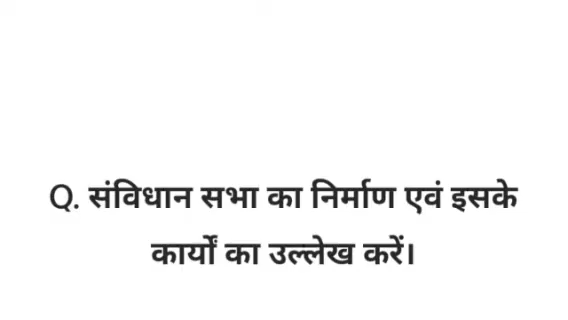 Q. संविधान सभा का निर्माण एवं इसके
कार्यों का उल्लेख करें।